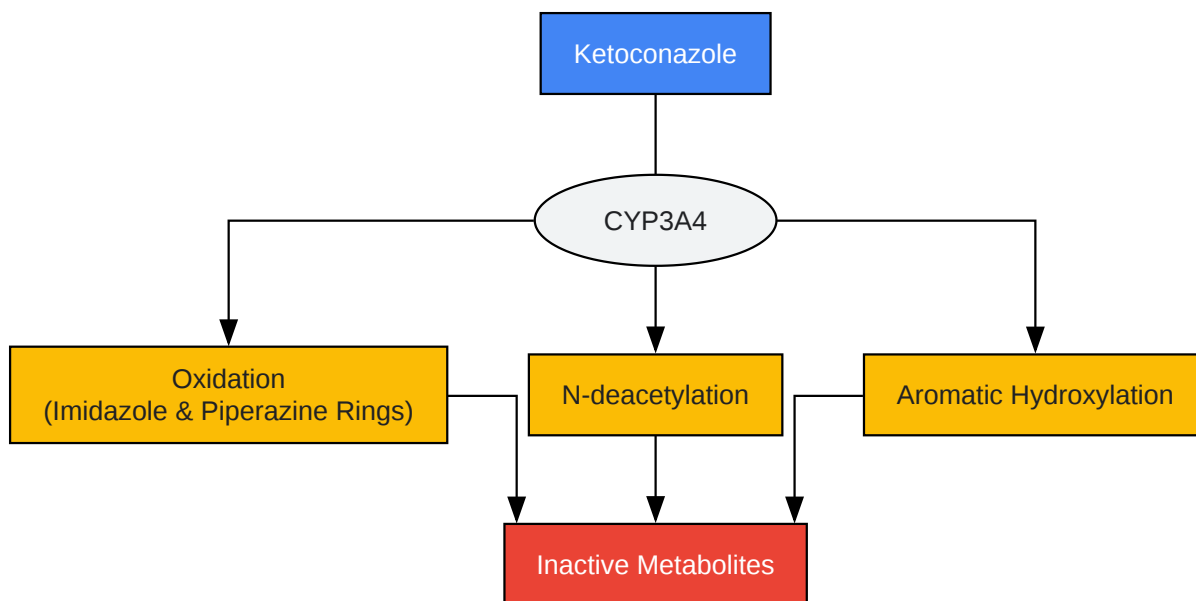 Ketoconazole
CYP3A4
Oxidation
(Imidazole & Piperazine Rings)
N-deacetylation
Aromatic Hydroxylation
Inactive Metabolites